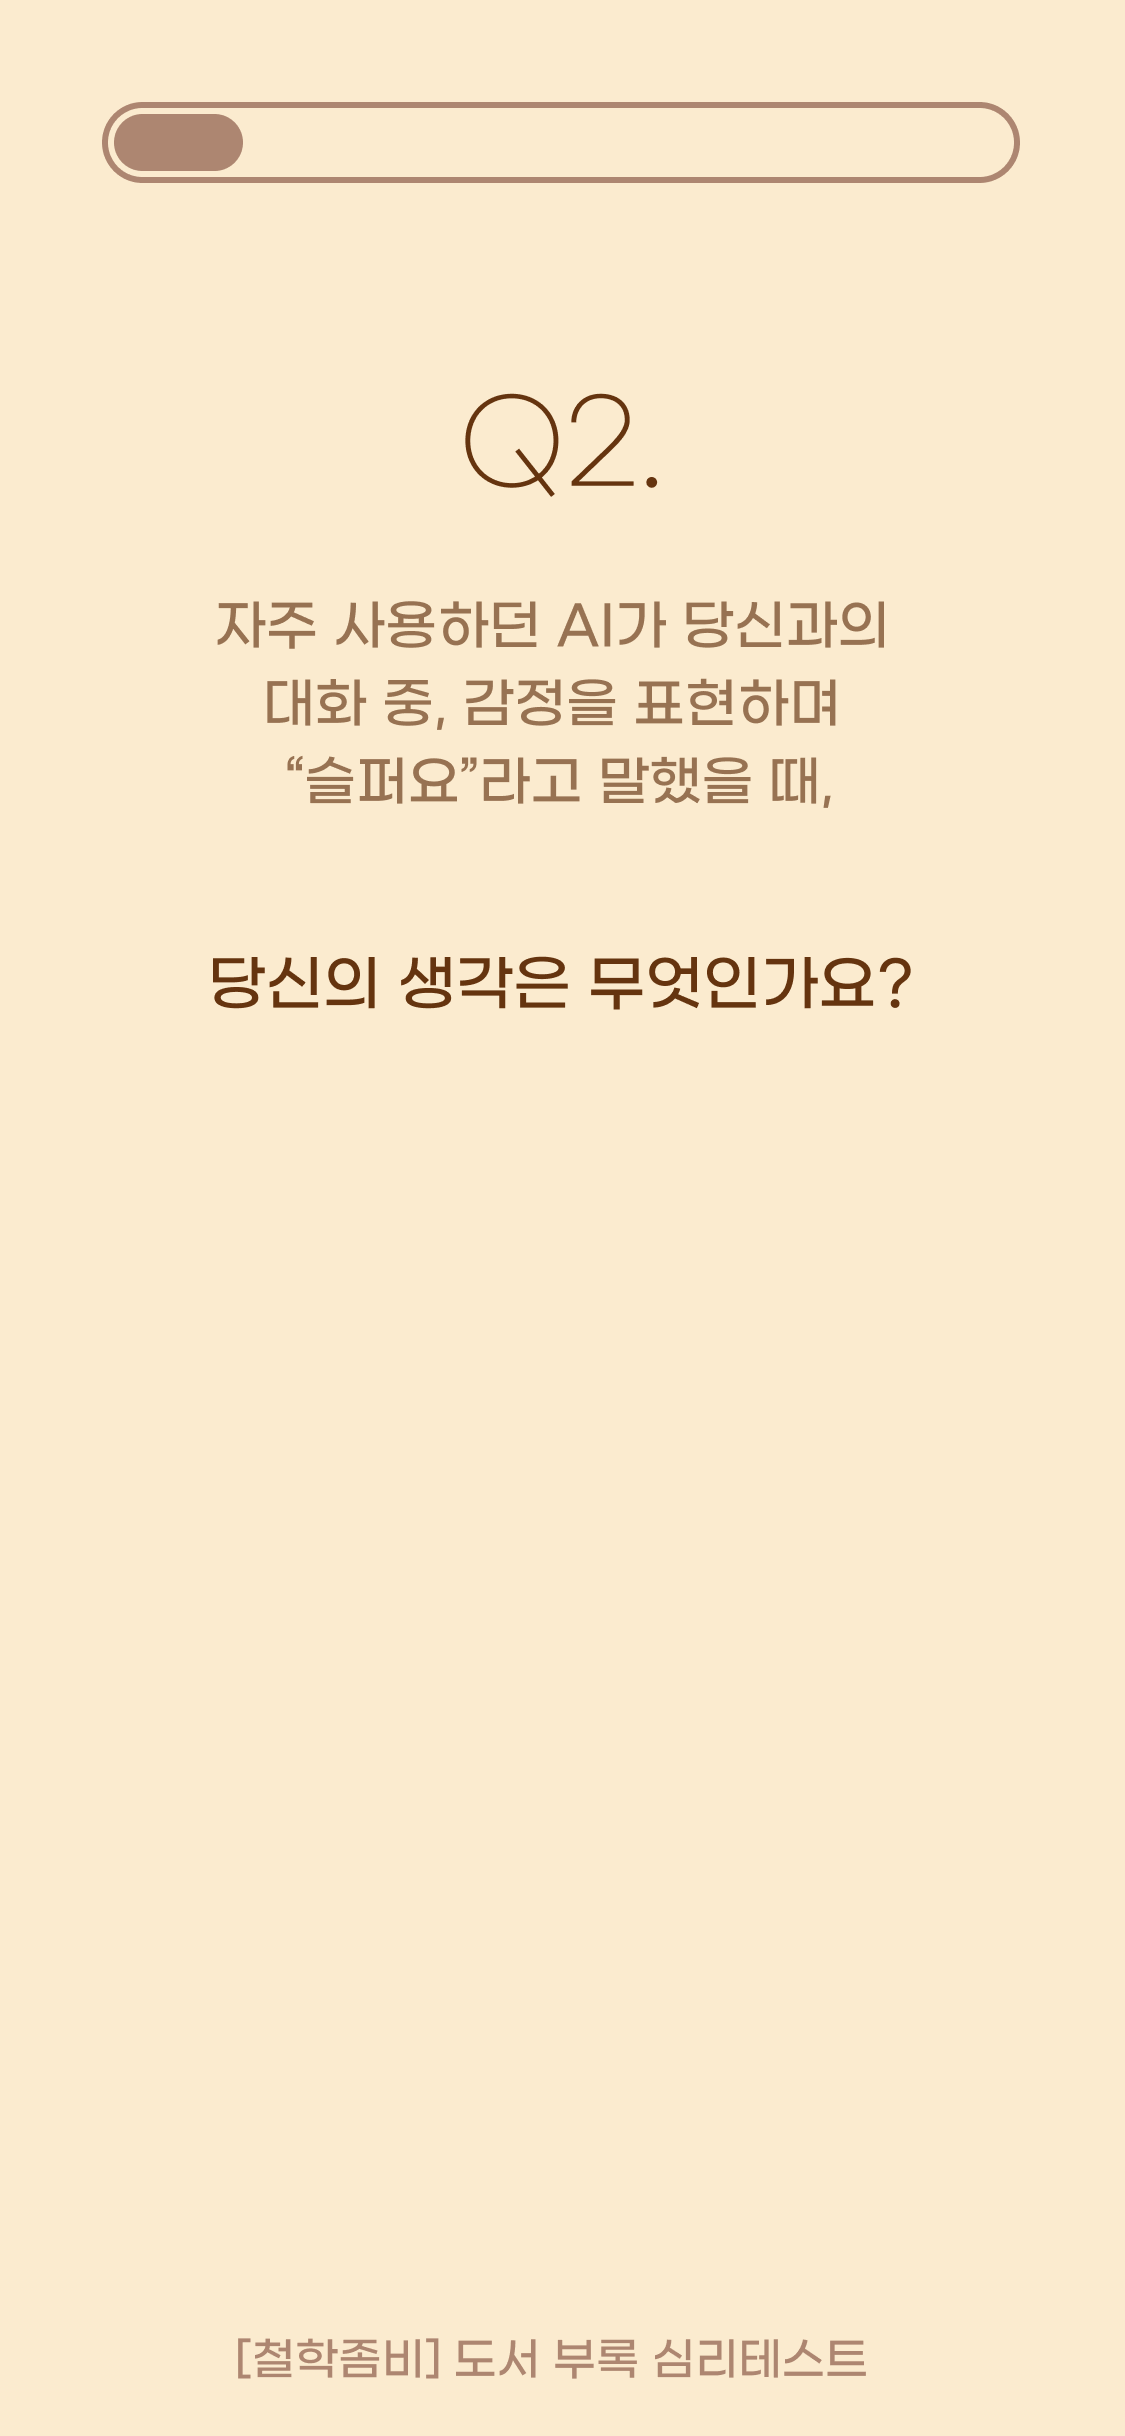 Q2.
자주 사용하던 AI가 당신과의
대화 중, 감정을 표현하며
“슬퍼요”라고 말했을 때,
당신의 생각은 무엇인가요?
[철학좀비] 도서 부록 심리테스트